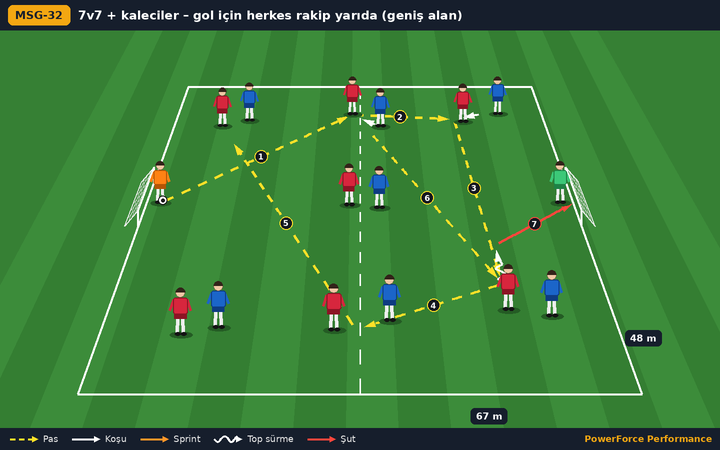 MSG-32 7v7 + kaleciler – gol için herkes rakip yarıda (geniş alan)
2
1
3
6
5
7
4
48 m
67 m
Pas Koşu Sprint Top sürme Şut PowerForce Performance